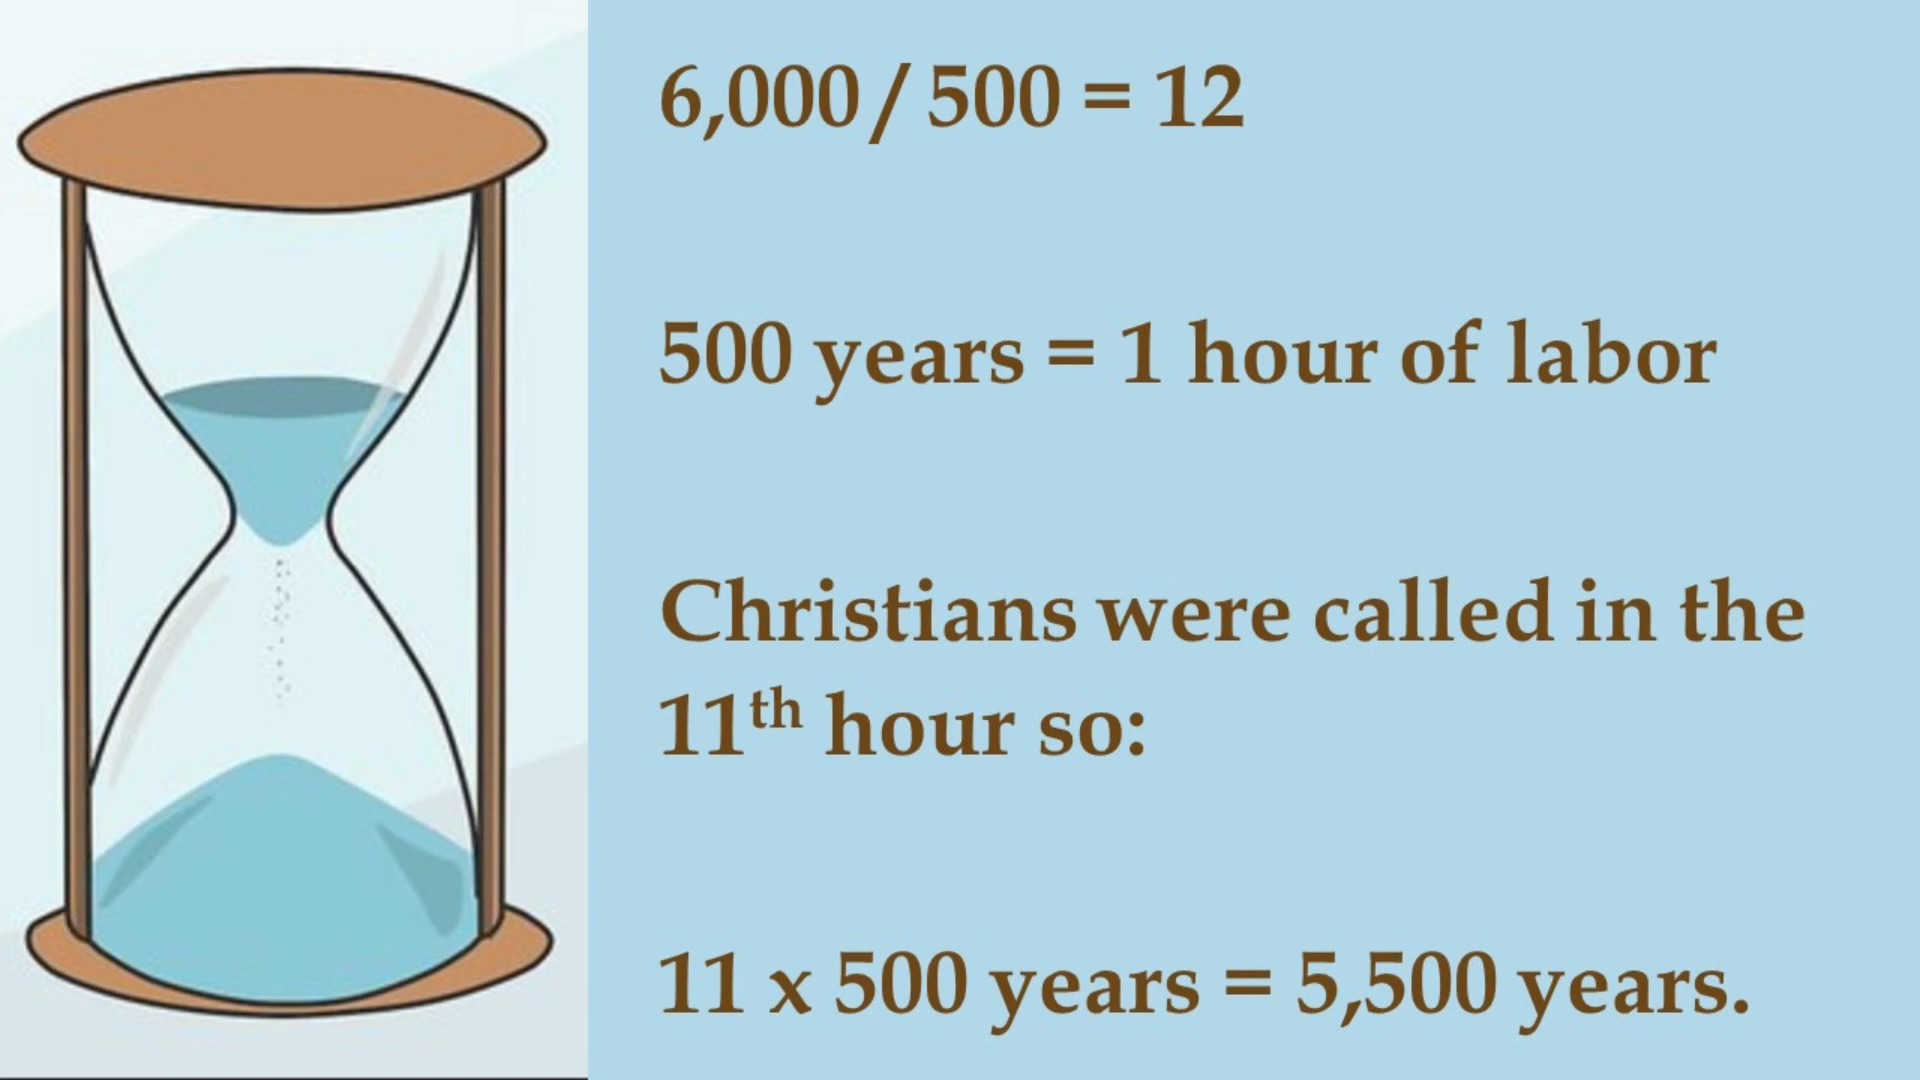 6,000 / 500 = 12
500 years = 1 hour of labor
Christians were called in the
11th hour so:
11 x 500 years = 5,500 years.